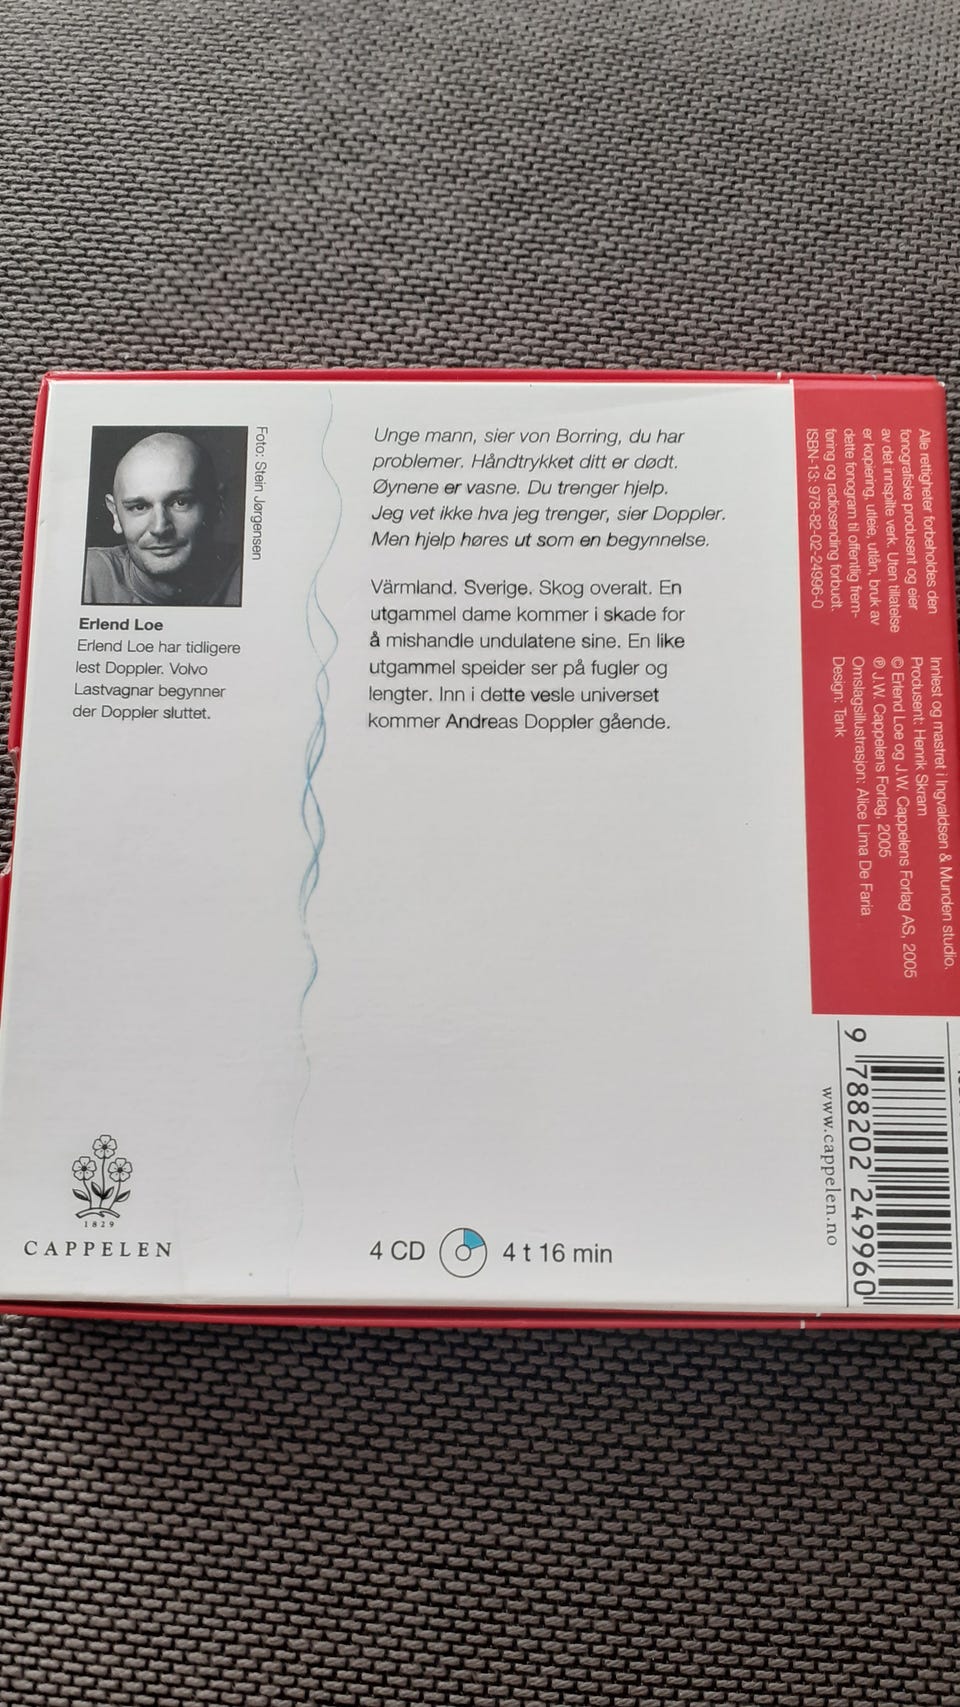 Foto: Stein Jørgensen
Erlend Loe
Erlend Loe har tidligere
lest Doppler. Volvo
Lastvagnar begynner
der Doppler sluttet.
Unge mann, sier von Borring, du har
problemer. Håndtrykket ditt er dødt.
Øynene er vasne. Du trenger hjelp.
Jeg vet ikke hva jeg trenger, sier Doppler.
Men hjelp høres ut som en begynnelse.
Värmland. Sverige. Skog overalt. En
utgammel dame kommer i skade for
å mishandle undulatene sine. En like
utgammel speider ser på fugler og
lengter. Inn i dette vesle universet
kommer Andreas Doppler gående.
1829
CAPPELEN
4 CD 4 t 16 min
Alle rettigheter forbeholdes den
fonografiske produsent og eier
av det innspilte verk. Uten tillatelse
er kopiering, utleie, utlån, bruk av
dette fonogram til offentlig frem-
føring og radiosending forbudt.
ISBN-13: 978-82-02-24996-0
Innlest og mastret i Ingvaldsen & Munden studio.
Produsent: Henrik Skram
© Erlend Loe og J.W. Cappelens Forlag AS, 2005
℗ J.W. Cappelens Forlag, 2005
Omslagsillustrasjon: Alice Lima De Faria
Design: Tank
9 788202 249960
www.cappelen.no